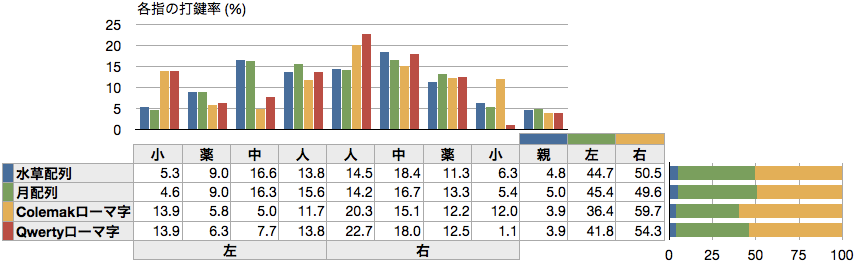 各指の打鍵率 (%)
25
20
15
10
5
0
小 薬 中 人 人 中 薬 小 親 左 右
水草配列 5.3 9.0 16.6 13.8 14.5 18.4 11.3 6.3 4.8 44.7 50.5
月配列 4.6 9.0 16.3 15.6 14.2 16.7 13.3 5.4 5.0 45.4 49.6
Colemakローマ字 13.9 5.8 5.0 11.7 20.3 15.1 12.2 12.0 3.9 36.4 59.7
Qwertyローマ字 13.9 6.3 7.7 13.8 22.7 18.0 12.5 1.1 3.9 41.8 54.3
左 右
0 25 50 75 100